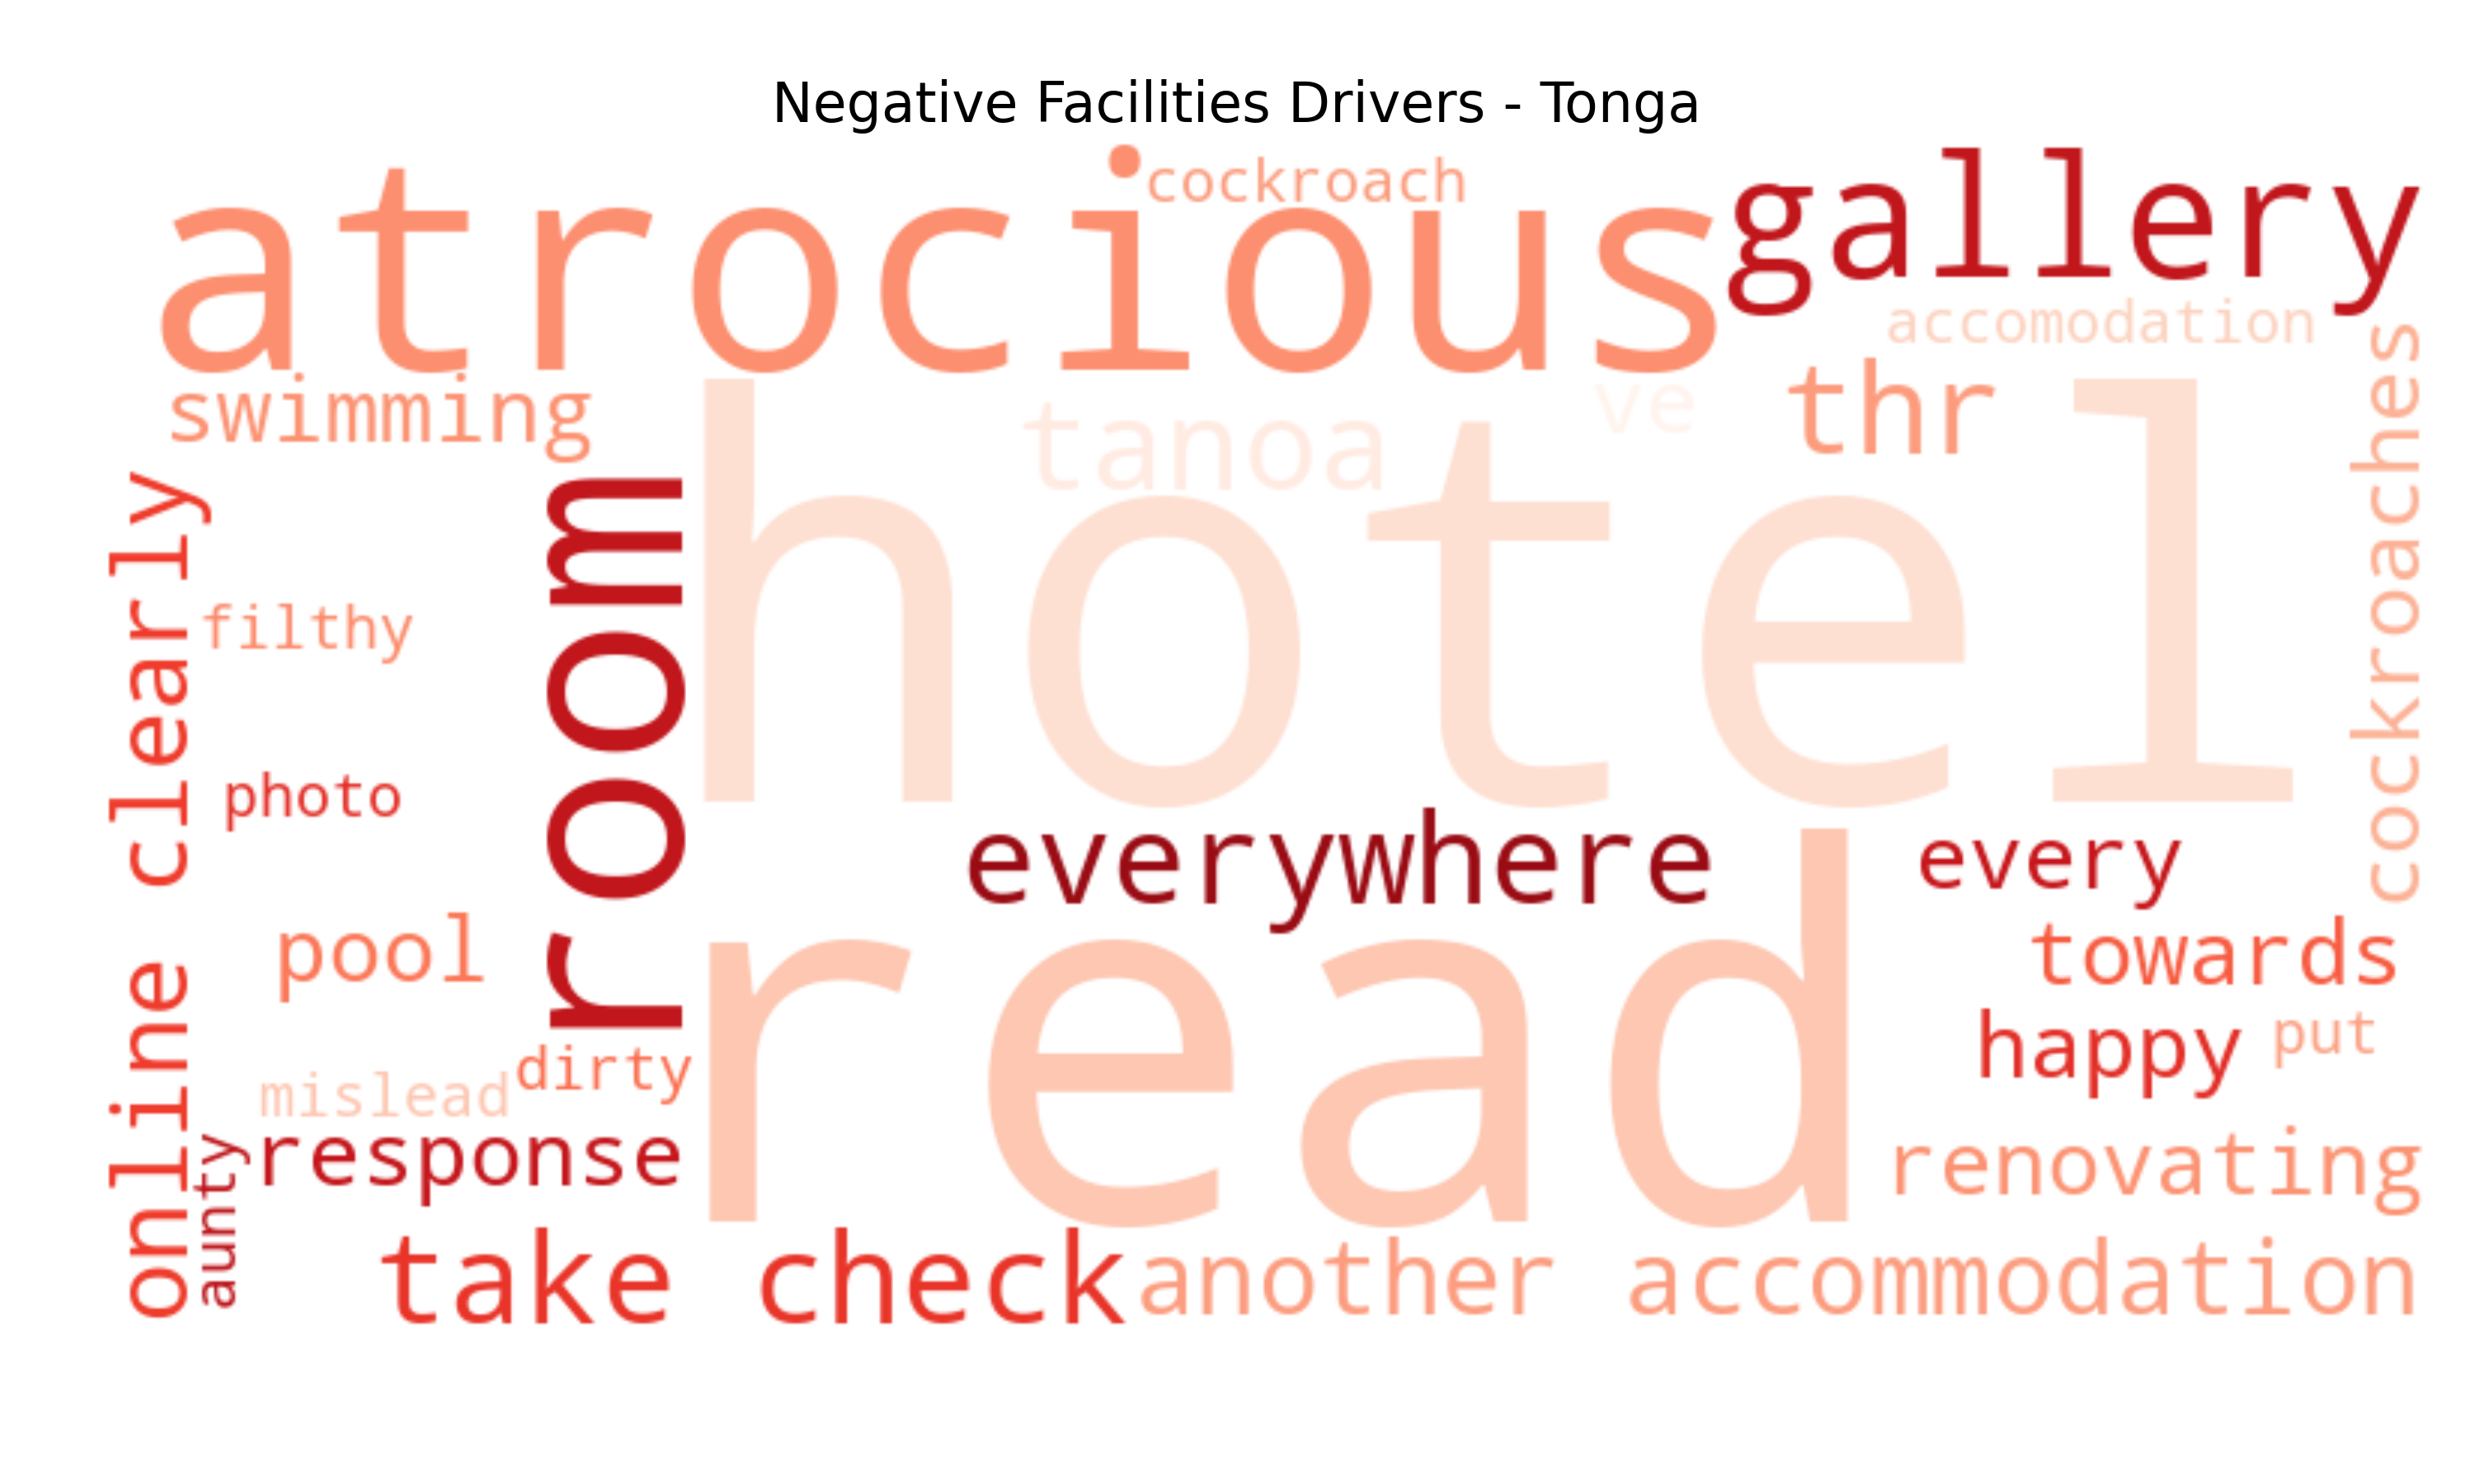 Negative Facilities Drivers - Tonga
atrocious
cockroach
gallery
accomodation
swimming
tanoa
ve
thr
hotel
cockroaches
clearly
filthy
room
photo
everywhere
every
read
pool
towards
online
happy
put
dirty
mislead
response
aunty
renovating
take
check
another
accommodation